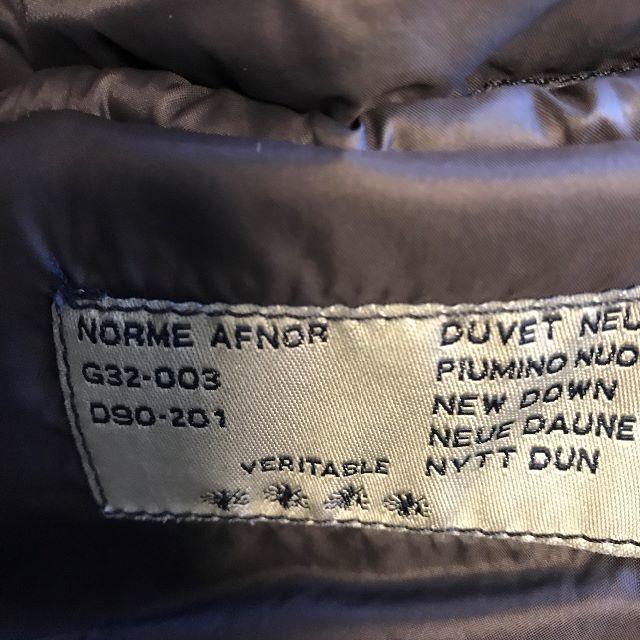 NORME AFNOR
G32-003
D90-201
VERITABLE
DUVET NEU
PIUMINO NUO
NEW DOWN
NEUE DAUNE
NYTT DUN